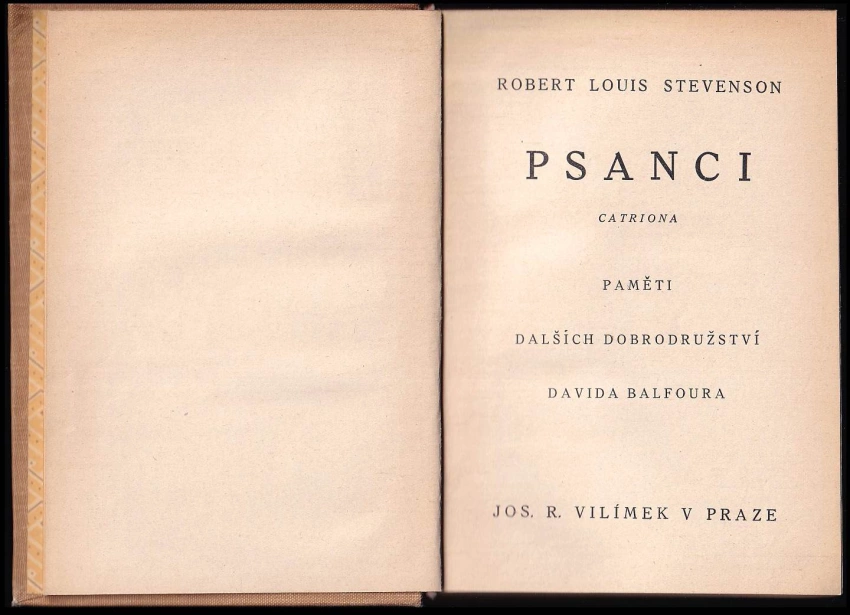 ROBERT LOUIS STEVENSON
PSANCI
CATRIONA
PAMĚTI
DALŠÍCH DOBRODRUŽSTVÍ
DAVIDA BALFOURA
JOS. R. VILÍMEK V PRAZE